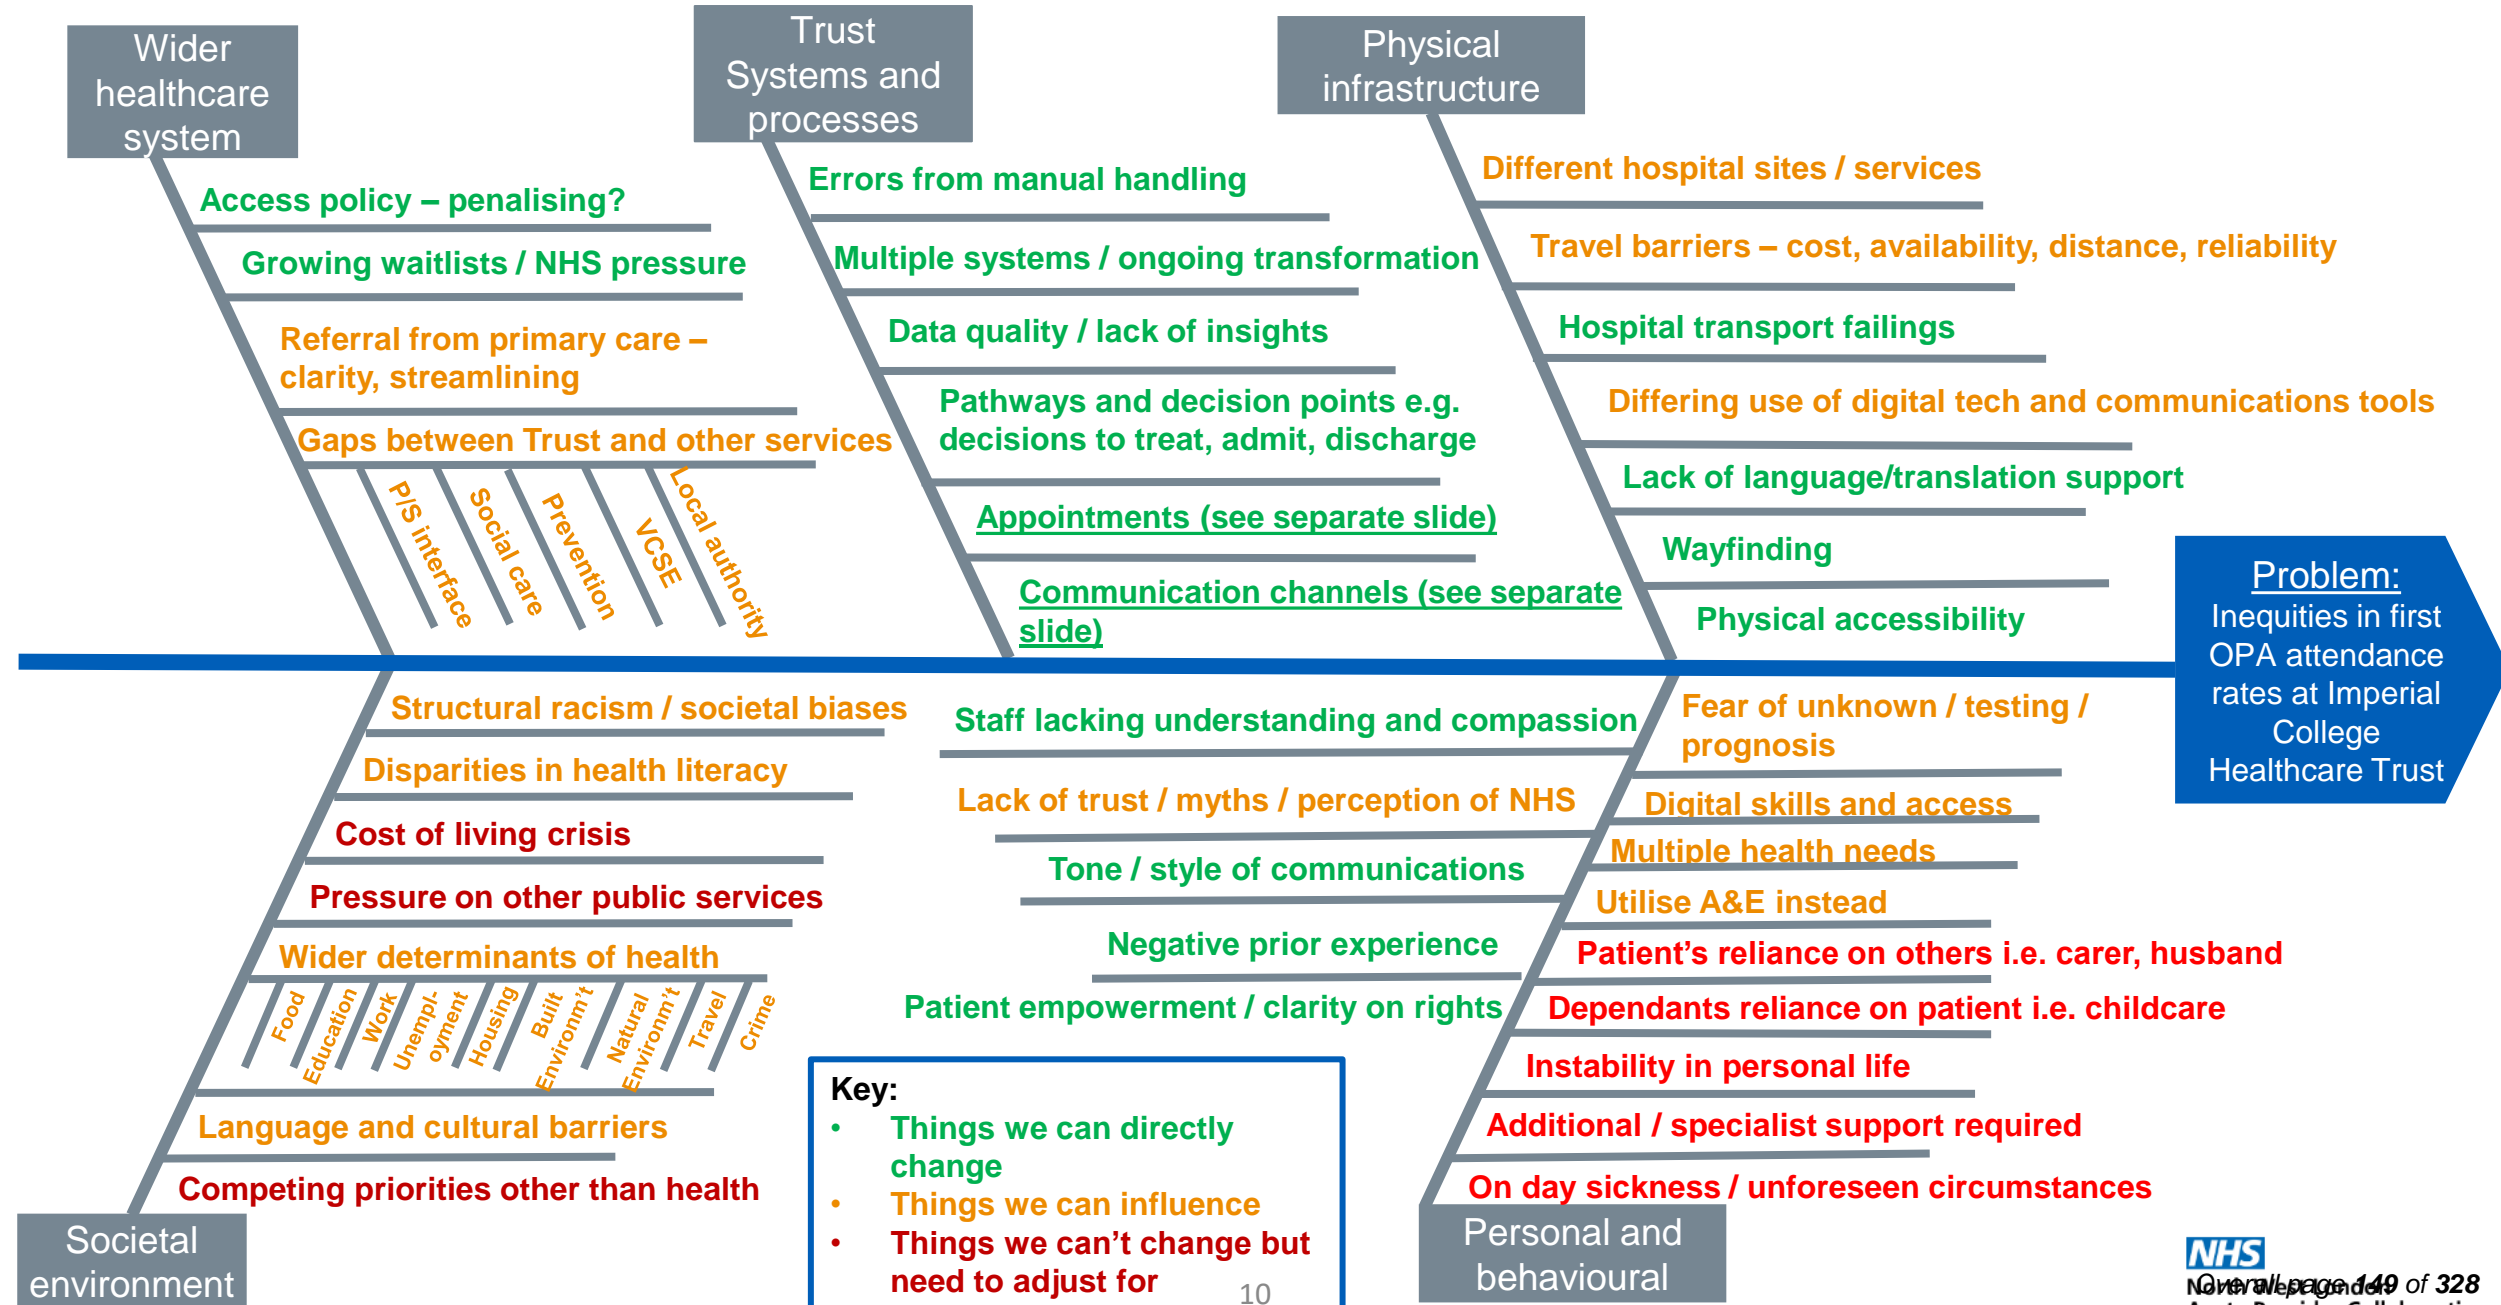 Wider
healthcare
system
Access policy – penalising?
Growing waitlists / NHS pressure
Referral from primary care –
clarity, streamlining
Gaps between Trust and other services
P/S interface
Social care
Prevention
VCSE
Local authority
Trust
Systems and
processes
Errors from manual handling
Multiple systems / ongoing transformation
Data quality / lack of insights
Pathways and decision points e.g.
decisions to treat, admit, discharge
Appointments (see separate slide)
Communication channels (see separate
slide)
Physical
infrastructure
Different hospital sites / services
Travel barriers – cost, availability, distance, reliability
Hospital transport failings
Differing use of digital tech and communications tools
Lack of language/translation support
Wayfinding
Physical accessibility
Problem:
Inequities in first
OPA attendance
rates at Imperial
College
Healthcare Trust
Structural racism / societal biases
Disparities in health literacy
Cost of living crisis
Pressure on other public services
Wider determinants of health
Food
Education
Work
Unempl-
oyment
Housing
Built
Environm't
Natural
Environm't
Travel
Crime
Language and cultural barriers
Competing priorities other than health
Societal
environment
Staff lacking understanding and compassion
Lack of trust / myths / perception of NHS
Tone / style of communications
Negative prior experience
Patient empowerment / clarity on rights
Fear of unknown / testing /
prognosis
Digital skills and access
Multiple health needs
Utilise A&E instead
Patient's reliance on others i.e. carer, husband
Dependants reliance on patient i.e. childcare
Instability in personal life
Additional / specialist support required
On day sickness / unforeseen circumstances
Personal and
behavioural
Key:
• Things we can directly
change
• Things we can influence
• Things we can't change but
need to adjust for
10
NHS
North West London
Overall page 149 of 328